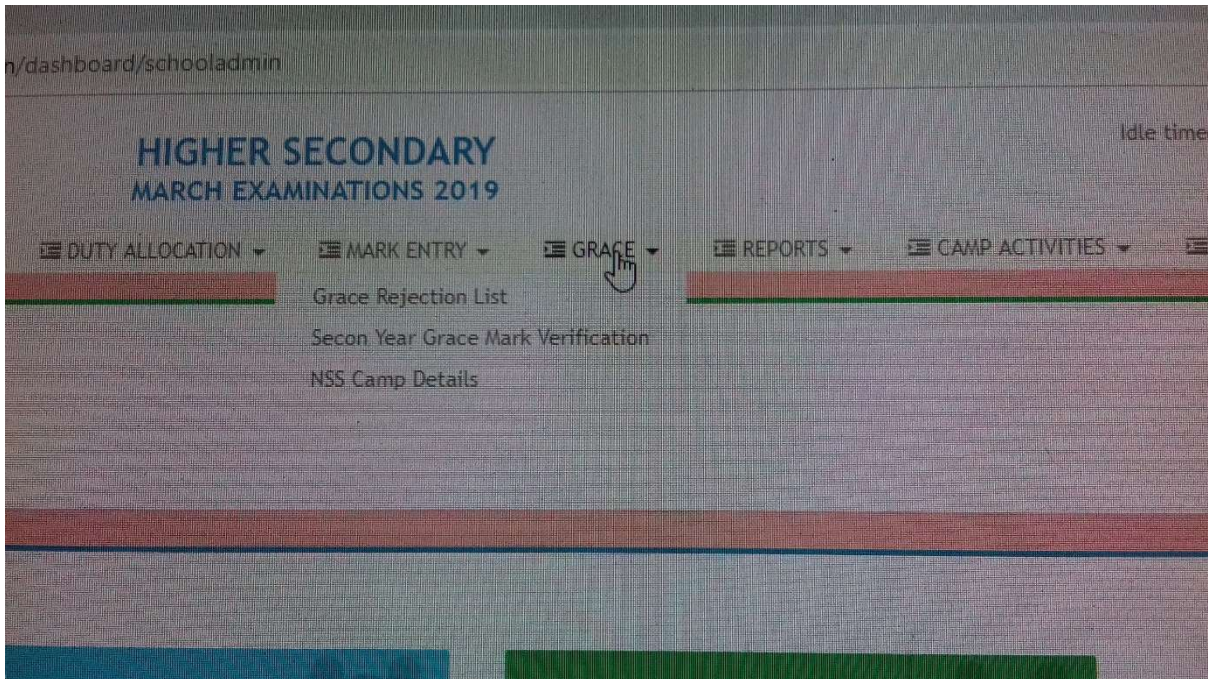 n/dashboard/schooladmin
Idle time
HIGHER SECONDARY
MARCH EXAMINATIONS 2019
DUTY ALLOCATION MARK ENTRY GRACE REPORTS CAMP ACTIVITIES
Grace Rejection List
Secon Year Grace Mark Verification
NSS Camp Details